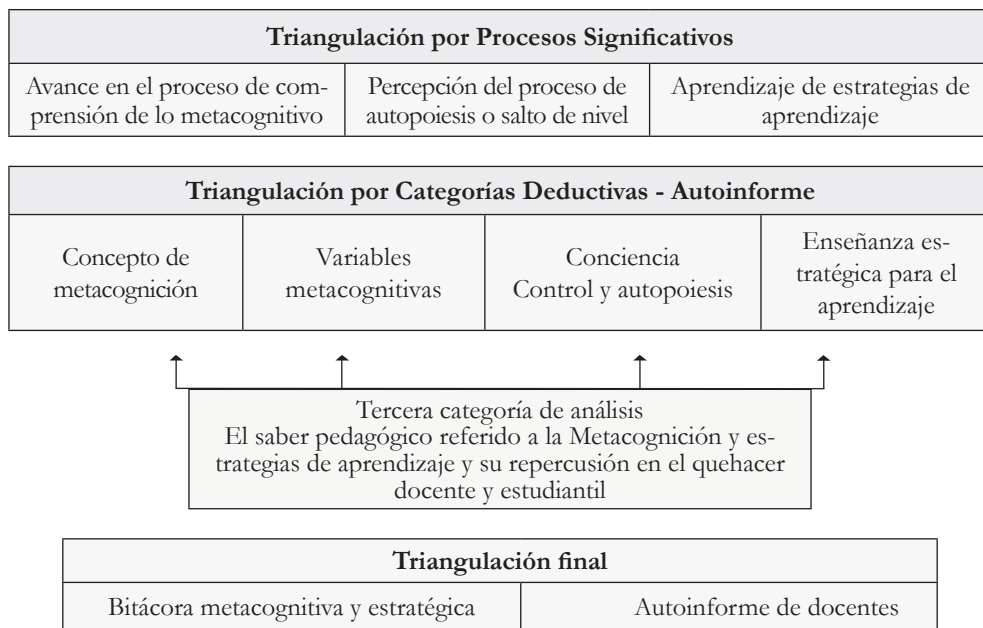 Triangulación por Procesos Significativos
Avance en el proceso de com-
prensión de lo metacognitivo
Percepción del proceso de
autopoiesis o salto de nivel
Aprendizaje de estrategias de
aprendizaje
Triangulación por Categorías Deductivas - Autoinforme
Concepto de
metacognición
Variables
metacognitivas
Conciencia
Control y autopoiesis
Enseñanza es-
tratégica para el
aprendizaje
Tercera categoría de análisis
El saber pedagógico referido a la Metacognición y es-
trategias de aprendizaje y su repercusión en el quehacer
docente y estudiantil
Triangulación final
Bitácora metacognitiva y estratégica
Autoinforme de docentes